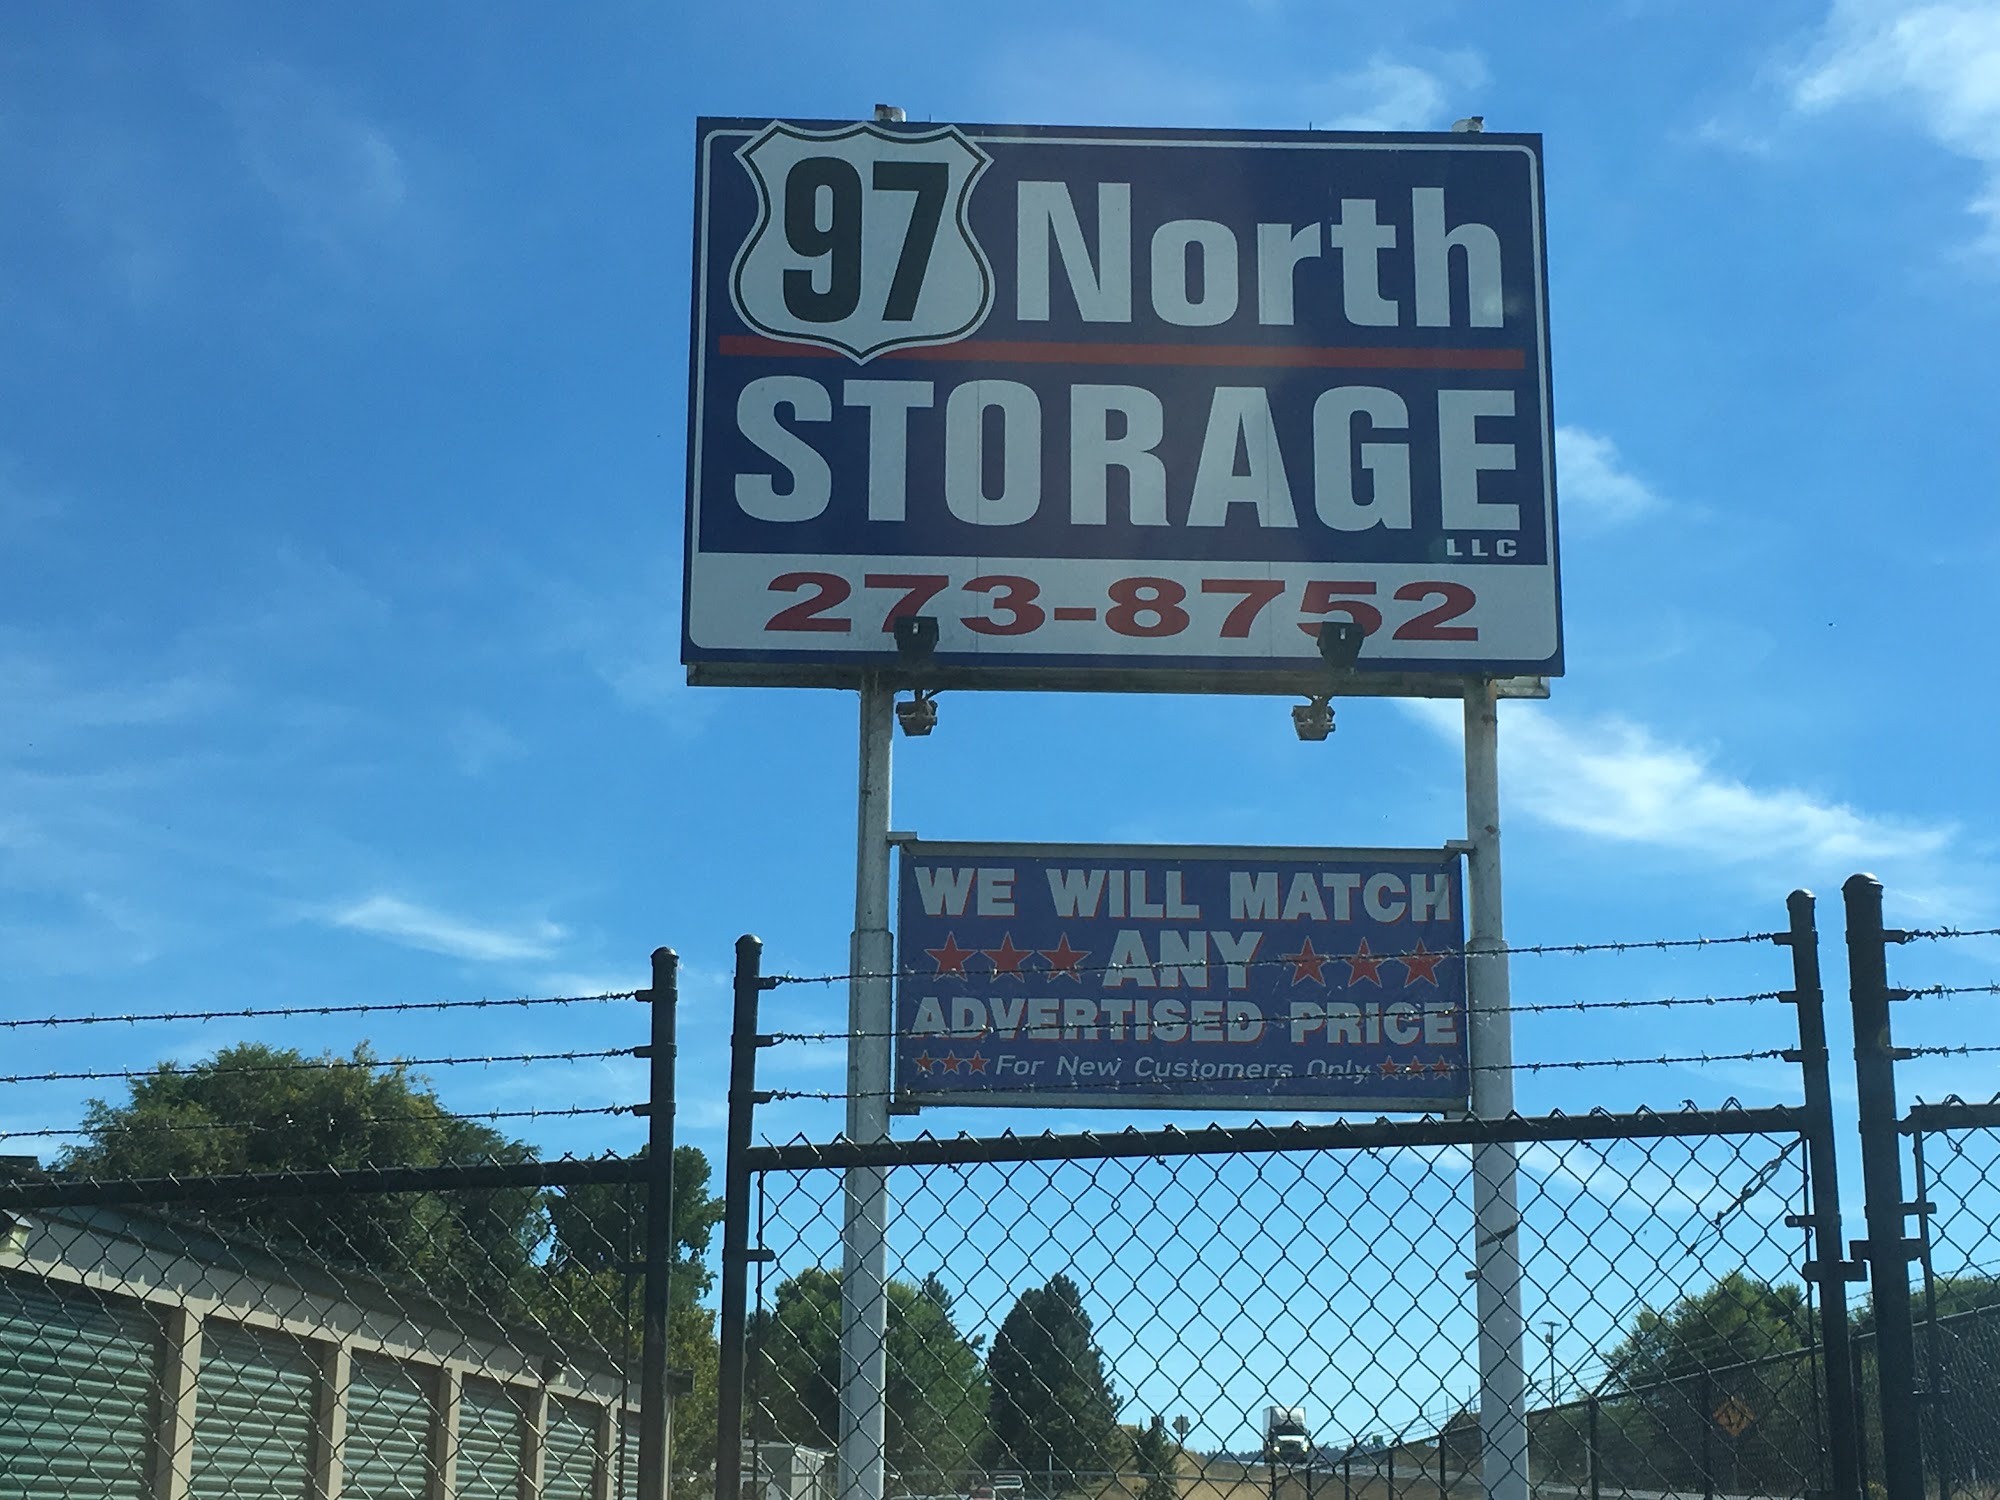 97 North
STORAGE
LLC
273-8752
WE WILL MATCH
ANY
ADVERTISED PRICE
For New Customers Only